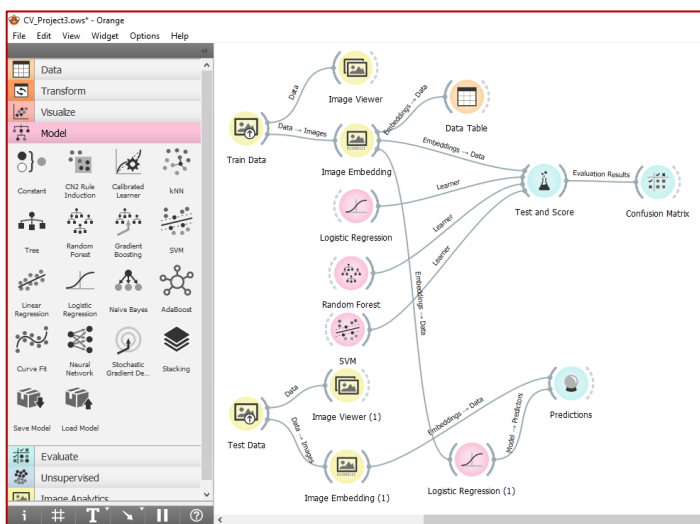 CV_Project3.ows* - Orange
File Edit View Widget Options Help
Data
Transform
Visualize
Model
Constant
CN2 Rule
Induction
Calibrated
Learner
kNN
Tree
Random
Forest
Gradient
Boosting
SVM
Linear
Regression
Logistic
Regression
Naive Bayes
AdaBoost
Curve Fit
Neural
Network
Stochastic
Gradient De...
Stacking
Save Model
Load Model
Evaluate
Unsupervised
Image Analytics
Train Data
Data
Image Viewer
Data → Images
Image Embedding
Embeddings → Data
Data Table
Embeddings → Data
Learner
Logistic Regression
Learner
Random Forest
Learner
SVM
Test and Score
Evaluation Results
Confusion Matrix
Embeddings → Data
Test Data
Data
Image Viewer (1)
Data → Images
Image Embedding (1)
Embeddings → Data
Logistic Regression (1)
Model → Predictors
Predictions